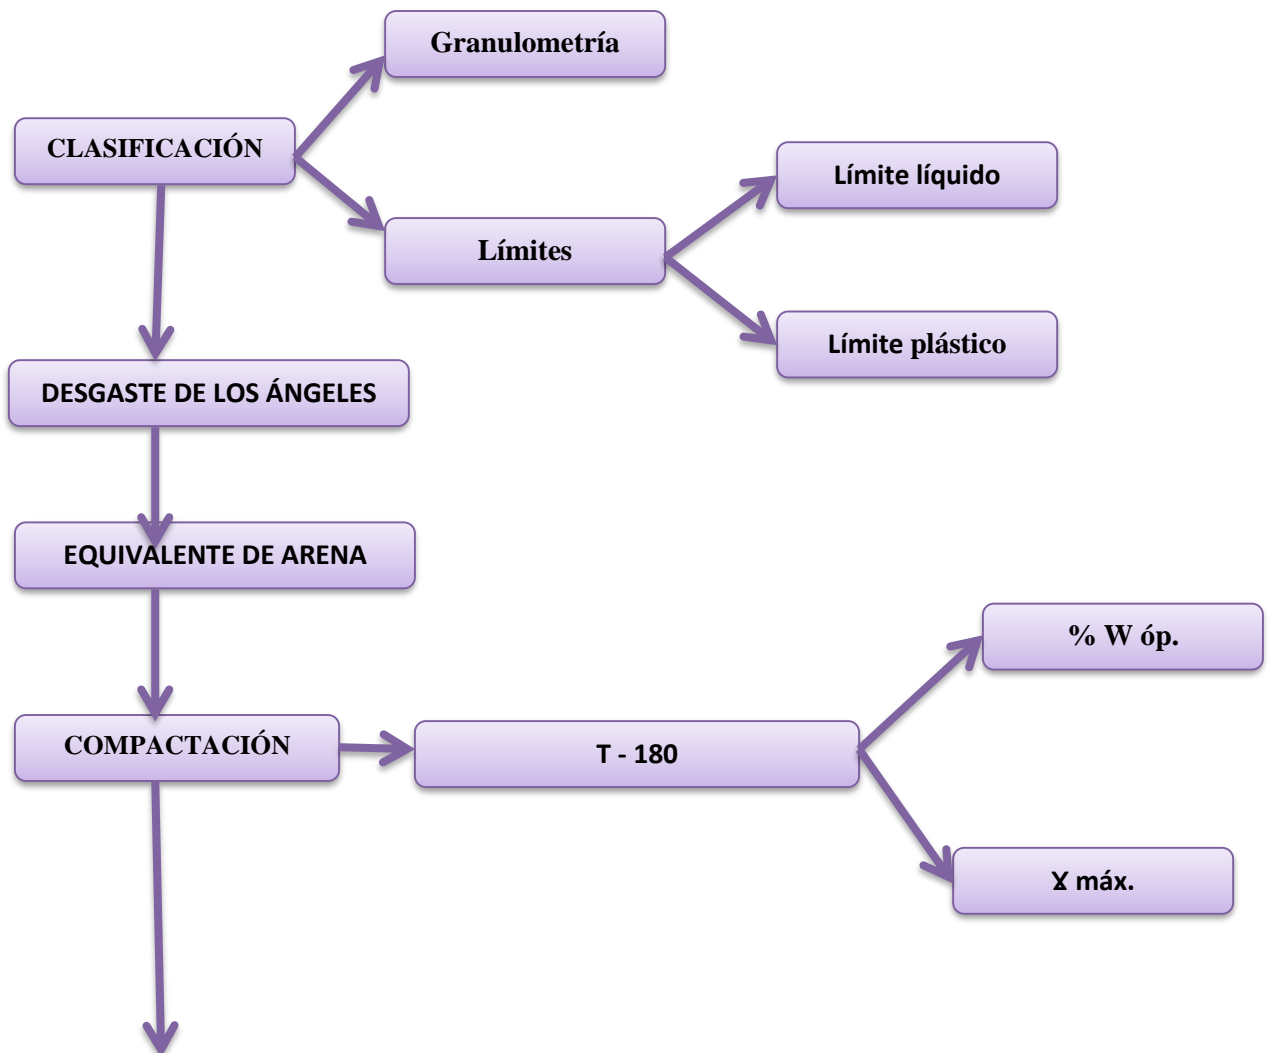 Granulometría
CLASIFICACIÓN
Límite líquido
Límites
Límite plástico
DESGASTE DE LOS ÁNGELES
EQUIVALENTE DE ARENA
% W óp.
COMPACTACIÓN
T - 180
ɣ máx.